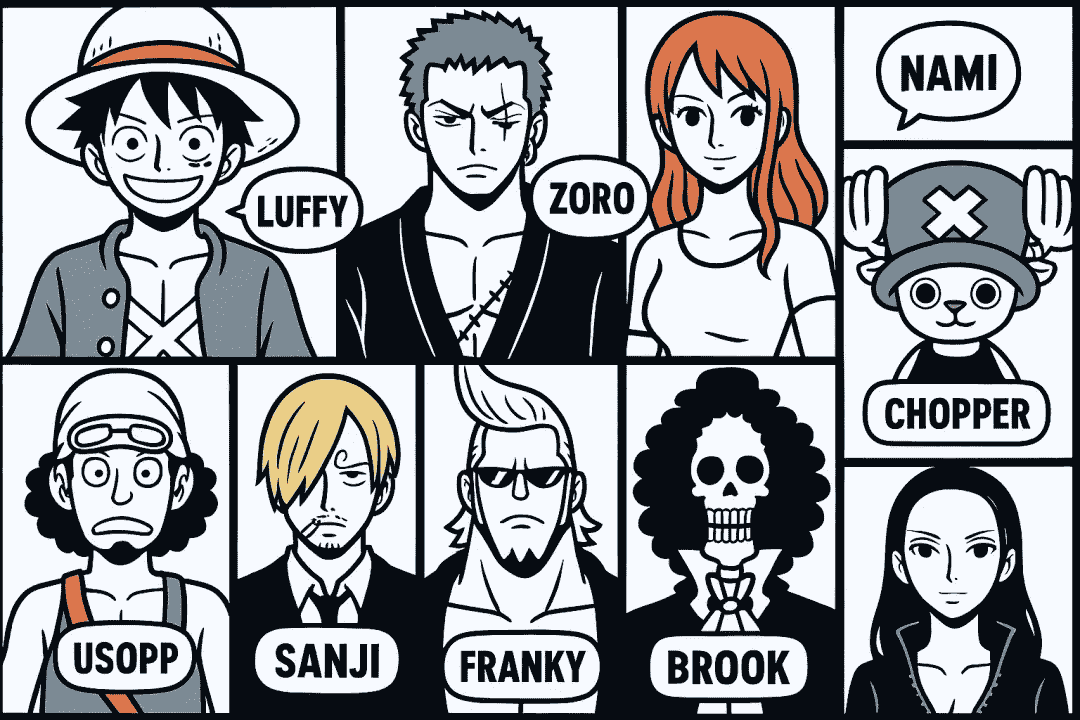 LUFFY
ZORO
NAMI
CHOPPER
USOPP
SANJI
FRANKY
BROOK